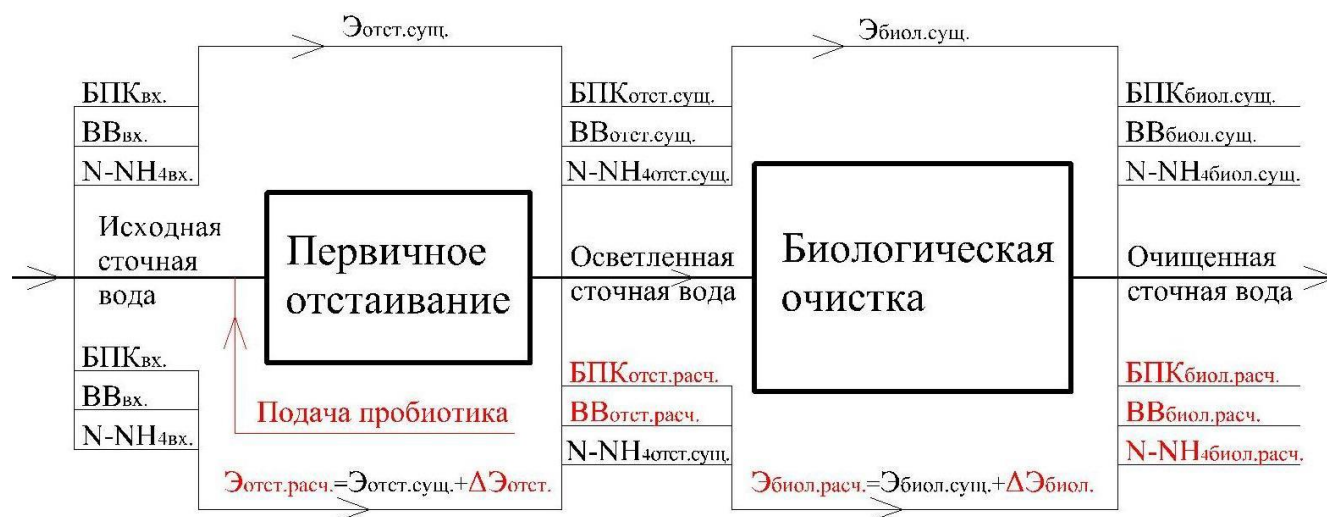 Эотст.сущ.
Эбиол.сущ.
БПКвх.
ВВвх.
N-NH4вх.
БПКотст.сущ.
ВВотст.сущ.
N-NH4отст.сущ.
БПКбиол.сущ.
ВВбиол.сущ.
N-NH4биол.сущ.
Исходная
сточная
вода
Первичное
отстаивание
Осветленная
сточная вода
Биологическая
очистка
Очищенная
сточная вода
БПКвх.
ВВвх.
N-NH4вх.
Подача пробиотика
БПКотст.расч.
ВВотст.расч.
N-NH4отст.сущ.
БПКбиол.расч.
ВВбиол.расч.
N-NH4биол.расч.
Эотст.расч.=Эотст.сущ.+ΔЭотст.
Эбиол.расч.=Эбиол.сущ.+ΔЭбиол.